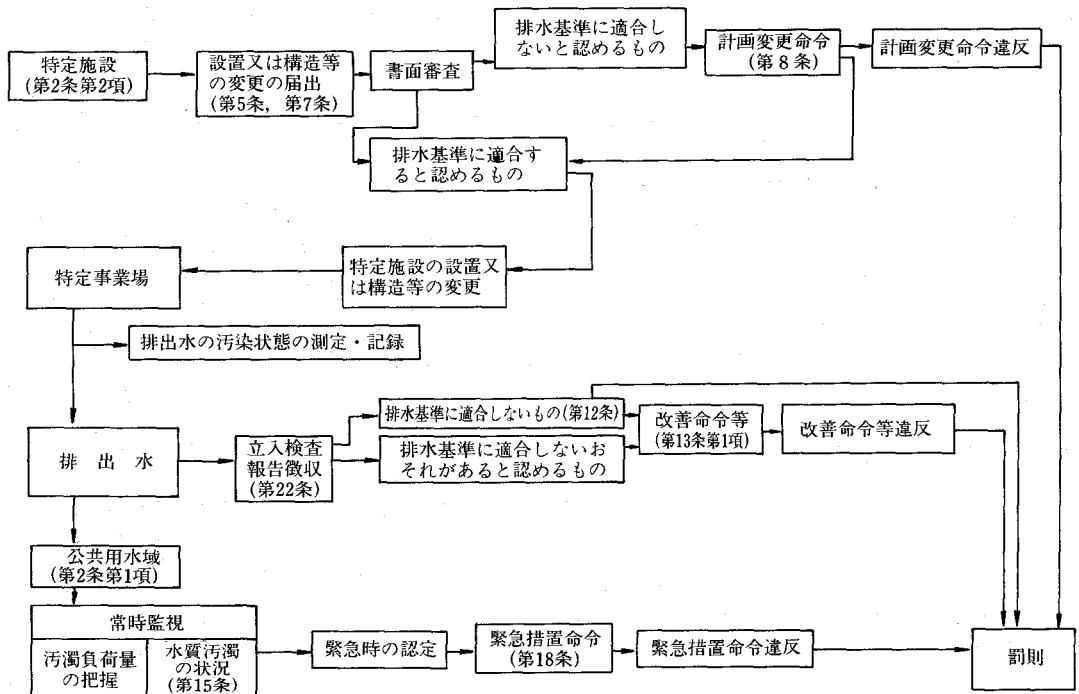 特定施設
(第2条第2項)
設置又は構造等
の変更の届出
(第5条,第7条)
書面審査
排水基準に適合し
ないと認めるもの
計画変更命令
(第8条)
計画変更命令違反
排水基準に適合す
ると認めるもの
特定事業場
特定施設の設置又
は構造等の変更
排出水の汚染状態の測定・記録
排出水
立入検査
報告徴収
(第22条)
排水基準に適合しないもの(第12条)
排水基準に適合しないお
それがあると認めるもの
改善命令等
(第13条第1項)
改善命令等違反
公共用水域
(第2条第1項)
常時監視
汚濁負荷量
の把握
水質汚濁
の状況
(第15条)
緊急時の認定
緊急措置命令
(第18条)
緊急措置命令違反
罰則